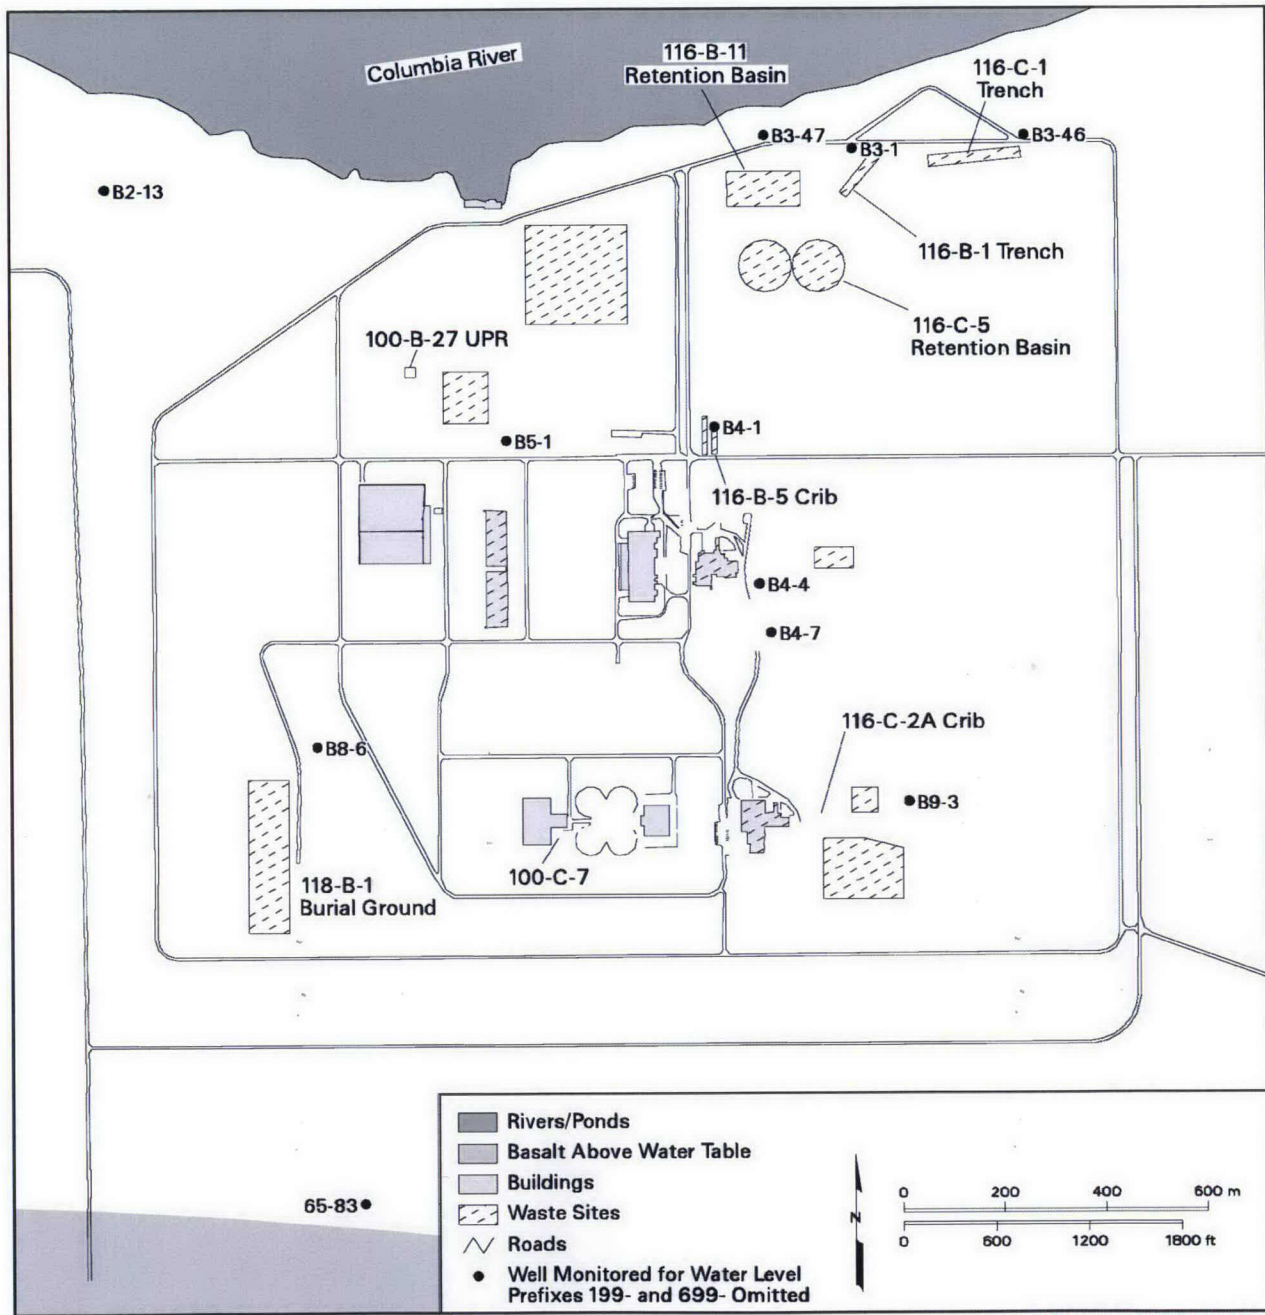 Columbia River
116-B-11
Retention Basin
116-C-1
Trench
B3-47
B3-1
B3-46
B2-13
116-B-1 Trench
116-C-5
Retention Basin
100-B-27 UPR
B5-1
B4-1
116-B-5 Crib
B4-4
B4-7
116-C-2A Crib
B8-6
B9-3
100-C-7
118-B-1
Burial Ground
65-83
Rivers/Ponds
Basalt Above Water Table
Buildings
Waste Sites
Roads
Well Monitored for Water Level
Prefixes 199- and 699- Omitted
N
0 200 400 600 m
0 600 1200 1800 ft